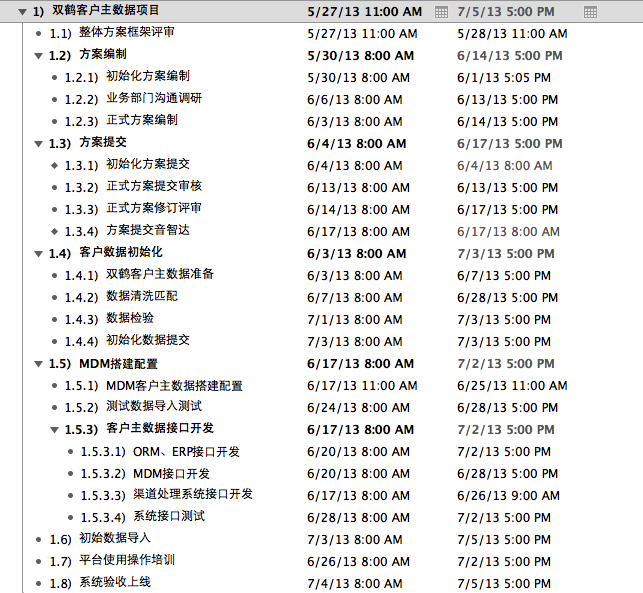 1) 双鹤客户主数据项目 5/27/13 11:00 AM 7/5/13 5:00 PM
1.1) 整体方案框架评审 5/27/13 11:00 AM 5/28/13 11:00 AM
1.2) 方案编制 5/30/13 8:00 AM 6/14/13 5:00 PM
1.2.1) 初始化方案编制 5/30/13 8:00 AM 6/1/13 5:05 PM
1.2.2) 业务部门沟通调研 6/6/13 8:00 AM 6/13/13 5:00 PM
1.2.3) 正式方案编制 6/3/13 8:00 AM 6/14/13 5:00 PM
1.3) 方案提交 6/4/13 8:00 AM 6/17/13 5:00 PM
1.3.1) 初始化方案提交 6/4/13 8:00 AM 6/4/13 8:00 AM
1.3.2) 正式方案提交审核 6/13/13 8:00 AM 6/13/13 5:00 PM
1.3.3) 正式方案修订评审 6/14/13 8:00 AM 6/17/13 5:00 PM
1.3.4) 方案提交音智达 6/17/13 8:00 AM 6/17/13 8:00 AM
1.4) 客户数据初始化 6/3/13 8:00 AM 7/3/13 5:00 PM
1.4.1) 双鹤客户主数据准备 6/3/13 8:00 AM 6/7/13 5:00 PM
1.4.2) 数据清洗匹配 6/7/13 8:00 AM 6/28/13 5:00 PM
1.4.3) 数据检验 7/1/13 8:00 AM 7/3/13 5:00 PM
1.4.4) 初始化数据提交 7/3/13 8:00 AM 7/3/13 5:00 PM
1.5) MDM搭建配置 6/17/13 8:00 AM 7/2/13 5:00 PM
1.5.1) MDM客户主数据搭建配置 6/17/13 11:00 AM 6/25/13 11:00 AM
1.5.2) 测试数据导入测试 6/24/13 8:00 AM 6/28/13 5:00 PM
1.5.3) 客户主数据接口开发 6/17/13 8:00 AM 7/2/13 5:00 PM
1.5.3.1) ORM、ERP接口开发 6/20/13 8:00 AM 7/2/13 5:00 PM
1.5.3.2) MDM接口开发 6/20/13 8:00 AM 6/28/13 5:00 PM
1.5.3.3) 渠道处理系统接口开发 6/17/13 8:00 AM 6/26/13 9:00 AM
1.5.3.4) 系统接口测试 6/28/13 8:00 AM 7/2/13 5:00 PM
1.6) 初始数据导入 7/3/13 8:00 AM 7/5/13 5:00 PM
1.7) 平台使用操作培训 6/26/13 8:00 AM 7/2/13 5:00 PM
1.8) 系统验收上线 7/4/13 8:00 AM 7/5/13 5:00 PM